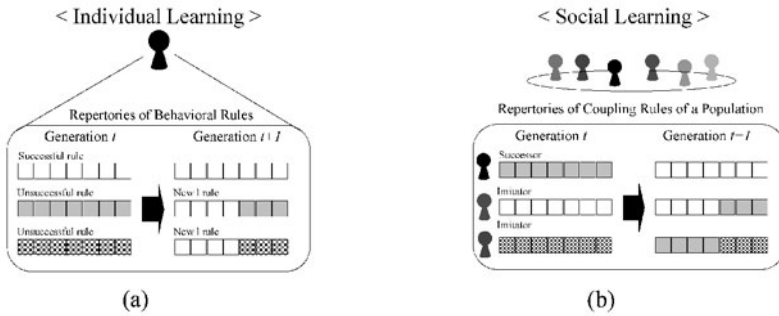 < Individual Learning >
Repertories of Behavioral Rules
Generation t
Generation t+1
Successful rule
Unsuccessful rule
New 1 rule
Unsuccessful rule
New 1 rule
(a)
< Social Learning >
Repertories of Coupling Rules of a Population
Generation t
Generation t-1
Successor
Imitator
Imitator
(b)